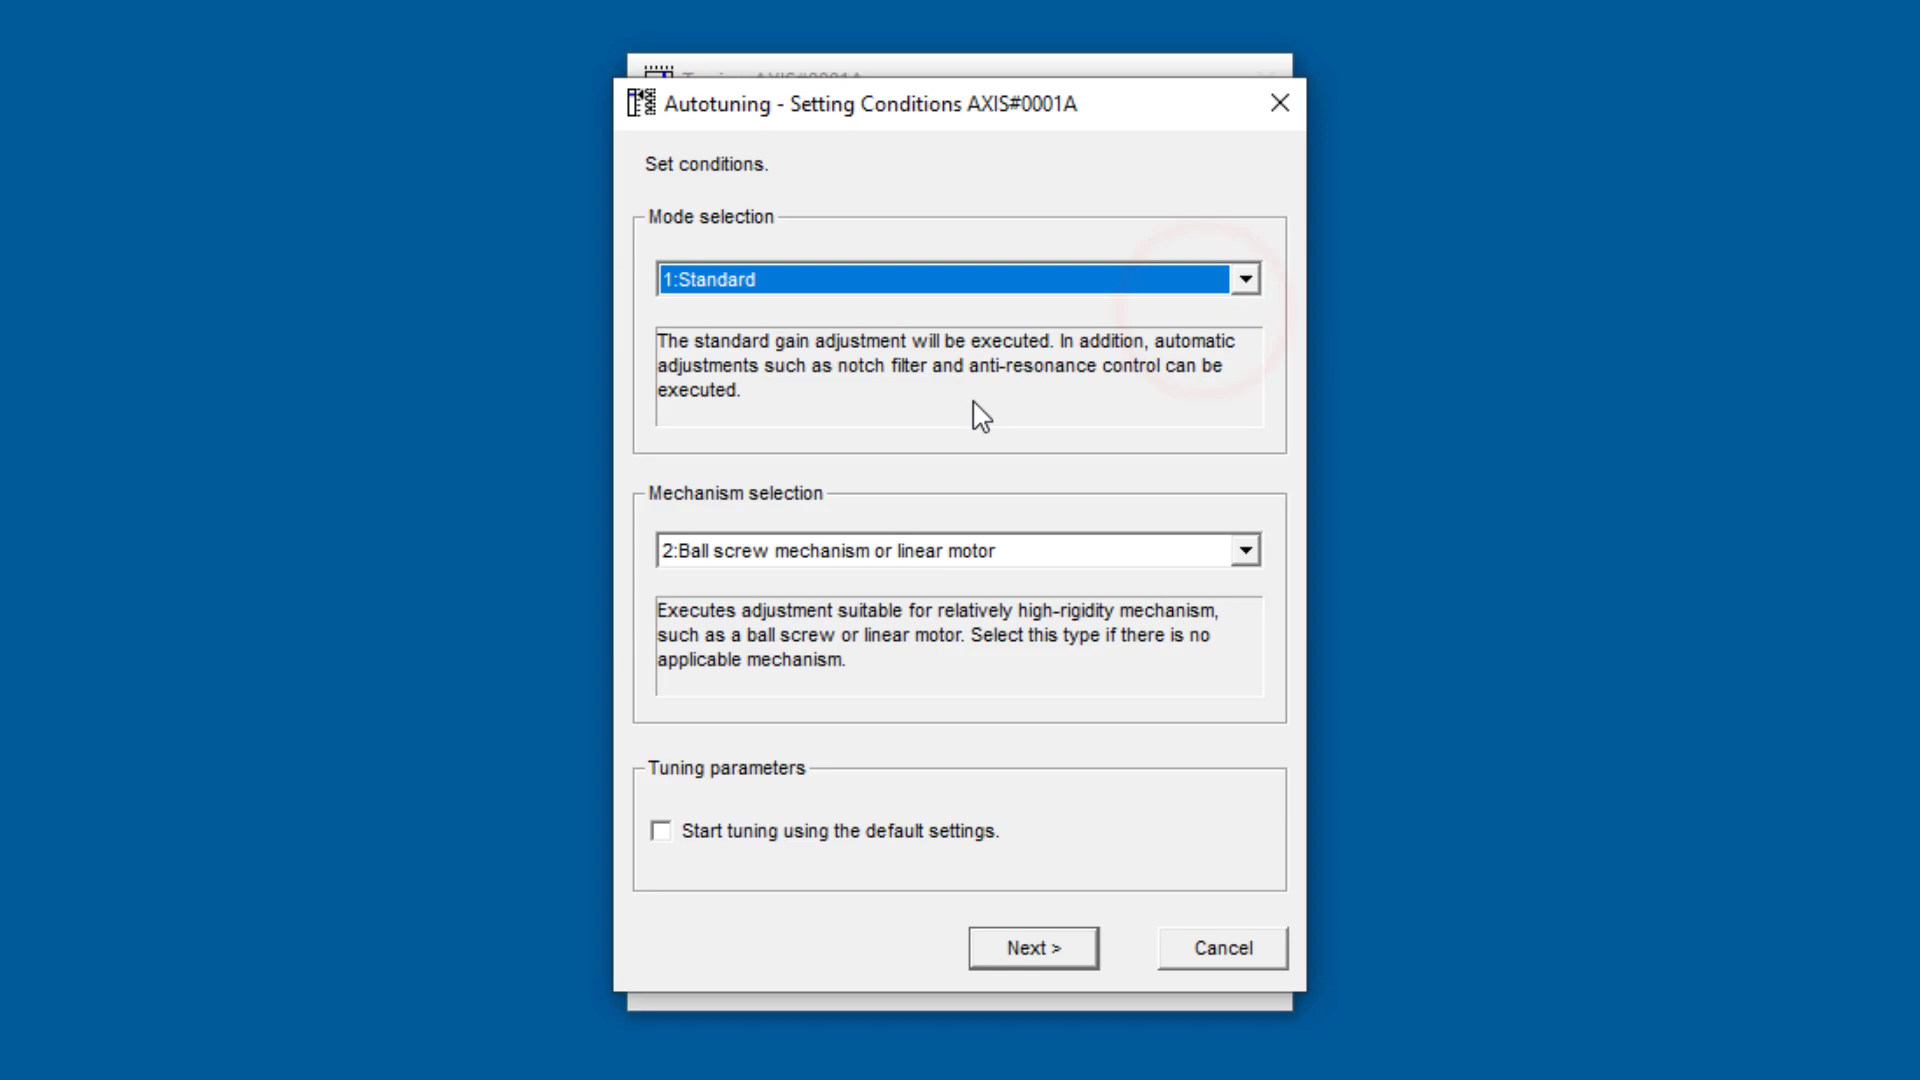 Autotuning - Setting Conditions AXIS#0001A
Set conditions.
Mode selection
1:Standard
The standard gain adjustment will be executed. In addition, automatic
adjustments such as notch filter and anti-resonance control can be
executed.
Mechanism selection
2:Ball screw mechanism or linear motor
Executes adjustment suitable for relatively high-rigidity mechanism,
such as a ball screw or linear motor. Select this type if there is no
applicable mechanism.
Tuning parameters
Start tuning using the default settings.
Next >
Cancel